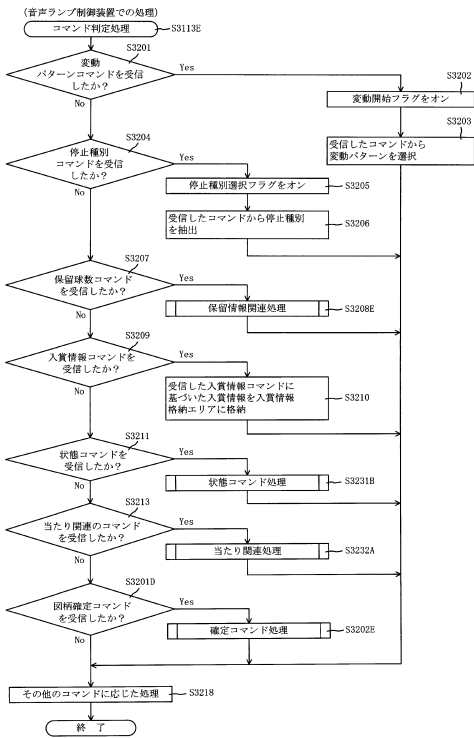 (音声ランプ制御装置での処理)
コマンド判定処理
S3113E
S3201
変動
パターンコマンドを受信
したか?
Yes
No
S3202
変動開始フラグをオン
S3203
受信したコマンドから
変動パターンを選択
S3204
停止種別
コマンドを受信
したか?
Yes
No
停止種別選択フラグをオン
S3205
受信したコマンドから停止種別
を抽出
S3206
S3207
保留球数コマンド
を受信したか?
Yes
No
保留情報関連処理
S3208E
S3209
入賞情報コマンドを
受信したか?
Yes
No
受信した入賞情報コマンドに
基づいた入賞情報を入賞情報
格納エリアに格納
S3210
S3211
状態コマンドを
受信したか?
Yes
No
状態コマンド処理
S3231B
S3213
当たり関連のコマンド
を受信したか?
Yes
No
当たり関連処理
S3232A
S3201D
図柄確定コマンド
を受信したか?
Yes
No
確定コマンド処理
S3202E
その他のコマンドに応じた処理
S3218
終了